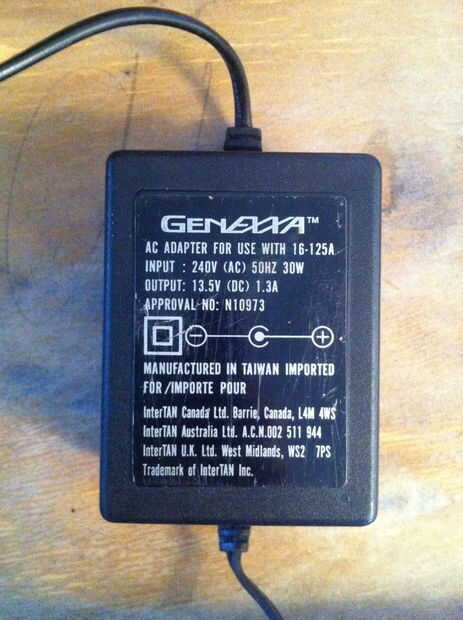 GENEXXA™
AC ADAPTER FOR USE WITH 16-125A
INPUT : 240V (AC) 50HZ 30W
OUTPUT: 13.5V (DC) 1.3A
APPROVAL NO: N10973
MANUFACTURED IN TAIWAN IMPORTED
FOR/IMPORTE POUR
InterTAN Canada Ltd. Barrie, Canada, L4M 4W5
InterTAN Australia Ltd. A.C.N.002 511 944
InterTAN U.K. Ltd. West Midlands, WS2 7PS
Trademark of InterTAN Inc.